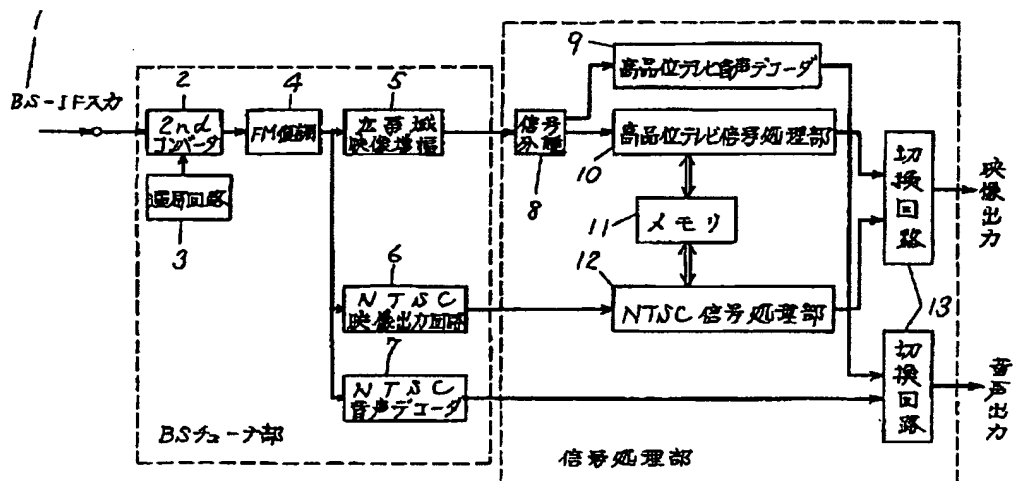 1
BS-IF入力
2
2nd
コンバータ
選局回路
3
4
FM復調
5
広帯域
映像増幅
6
NTSC
映像出力回路
7
NTSC
音声デコーダ
BSチューナ部
信号
分離
8
9
高品位テレビ音声デコーダ
高品位テレビ信号処理部
10
11
メモリ
12
NTSC信号処理部
切換回路
映像出力
13
切換回路
音声出力
信号処理部